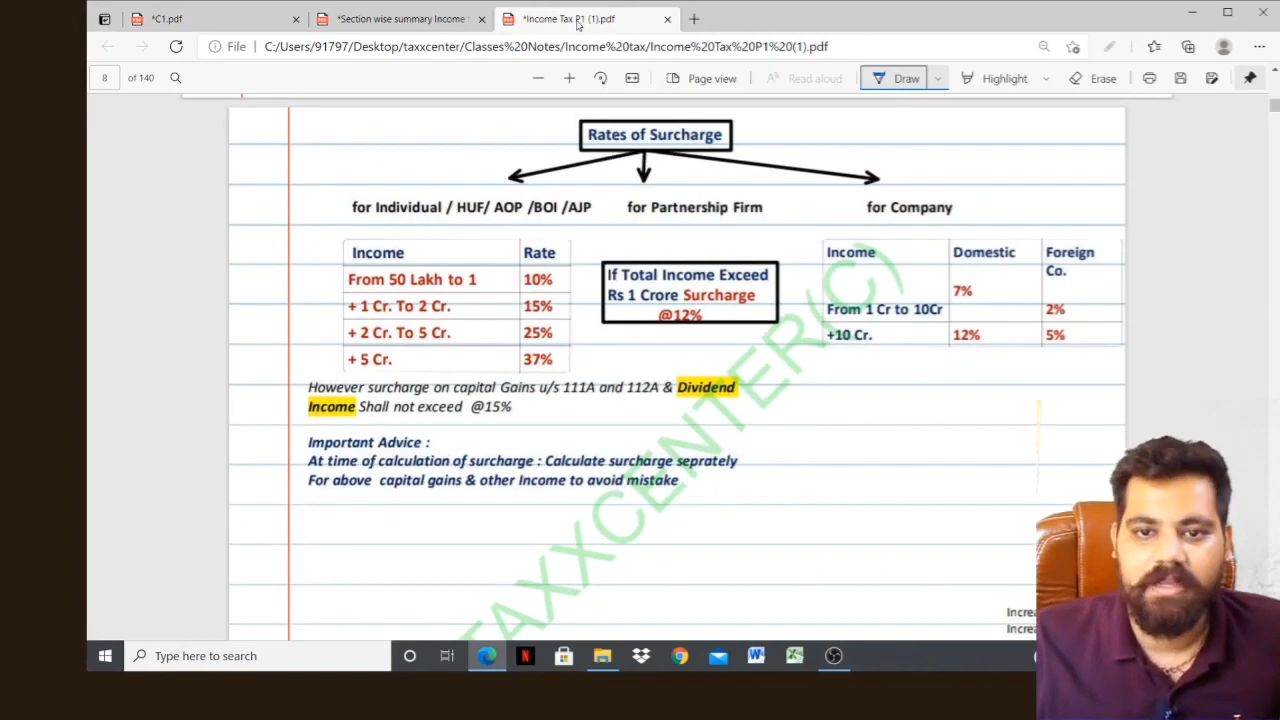 *C1.pdf
*Section wise summary Income
*Income Tax P1 (1).pdf
File
C:/Users/91797/Desktop/taxxcenter/Classes%20Notes/Income%20tax/Income%20Tax%20P1%20(1).pdf
8 of 140
Page view
Read aloud
Draw
Highlight
Erase
Rates of Surcharge
for Individual / HUF/ AOP /BOI /AJP
for Partnership Firm
for Company
Income Rate
From 50 Lakh to 1 10%
+ 1 Cr. To 2 Cr. 15%
+ 2 Cr. To 5 Cr. 25%
+ 5 Cr. 37%
If Total Income Exceed
Rs 1 Crore Surcharge
@12%
Income Domestic Foreign
Co.
7%
From 1 Cr to 10Cr 2%
+10 Cr. 12% 5%
However surcharge on capital Gains u/s 111A and 112A & Dividend
Income Shall not exceed @15%
Important Advice :
At time of calculation of surcharge : Calculate surcharge seprately
For above capital gains & other Income to avoid mistake
TAXXCENTER(C)
Type here to search